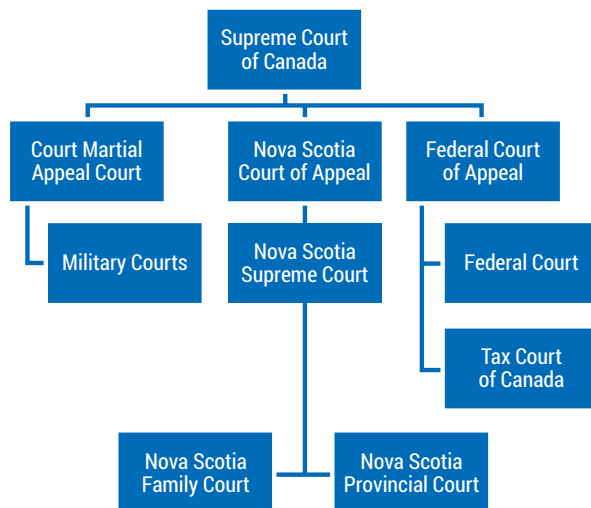 Supreme Court
of Canada
Court Martial
Appeal Court
Nova Scotia
Court of Appeal
Federal Court
of Appeal
Military Courts
Nova Scotia
Supreme Court
Federal Court
Tax Court
of Canada
Nova Scotia
Family Court
Nova Scotia
Provincial Court